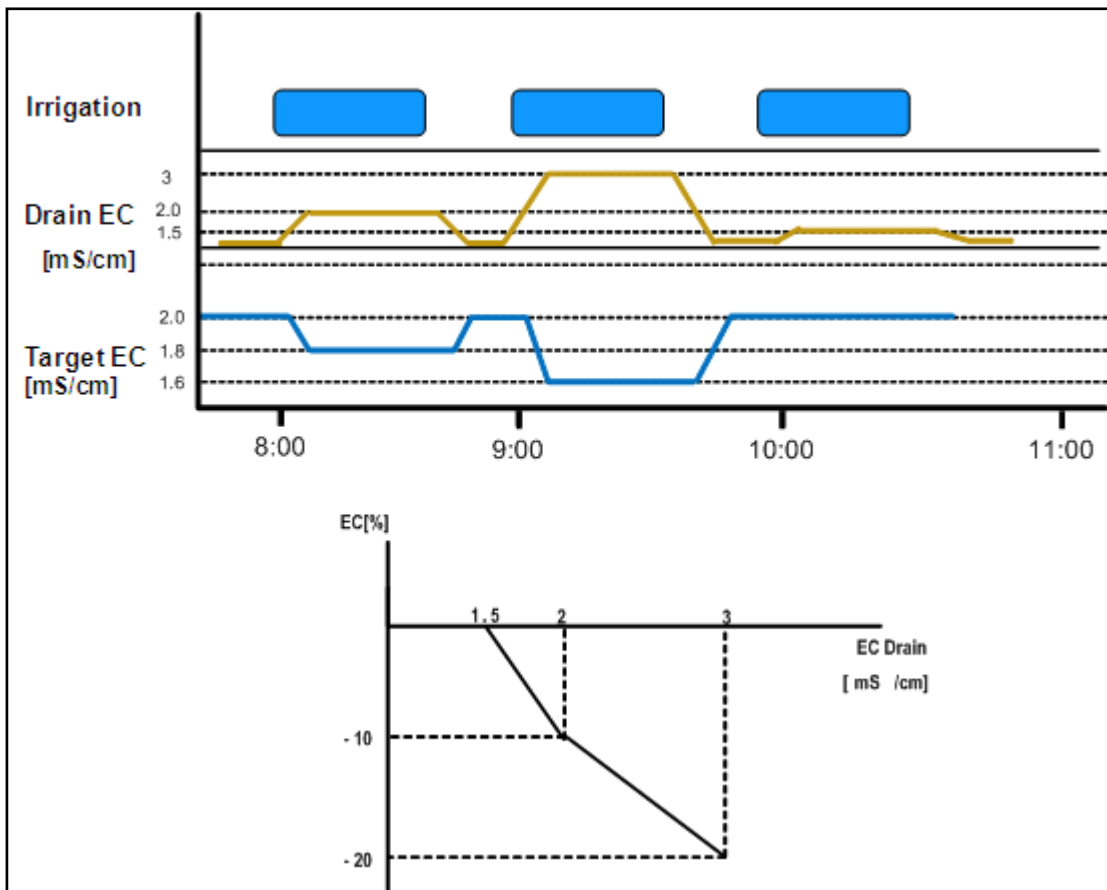 Irrigation
3
Drain EC
2.0
1.5
[mS/cm]
2.0
1.8
Target EC
[mS/cm]
1.6
8:00
9:00
10:00
11:00
EC[%]
1.5
2
3
EC Drain
[ mS /cm]
- 10
- 20